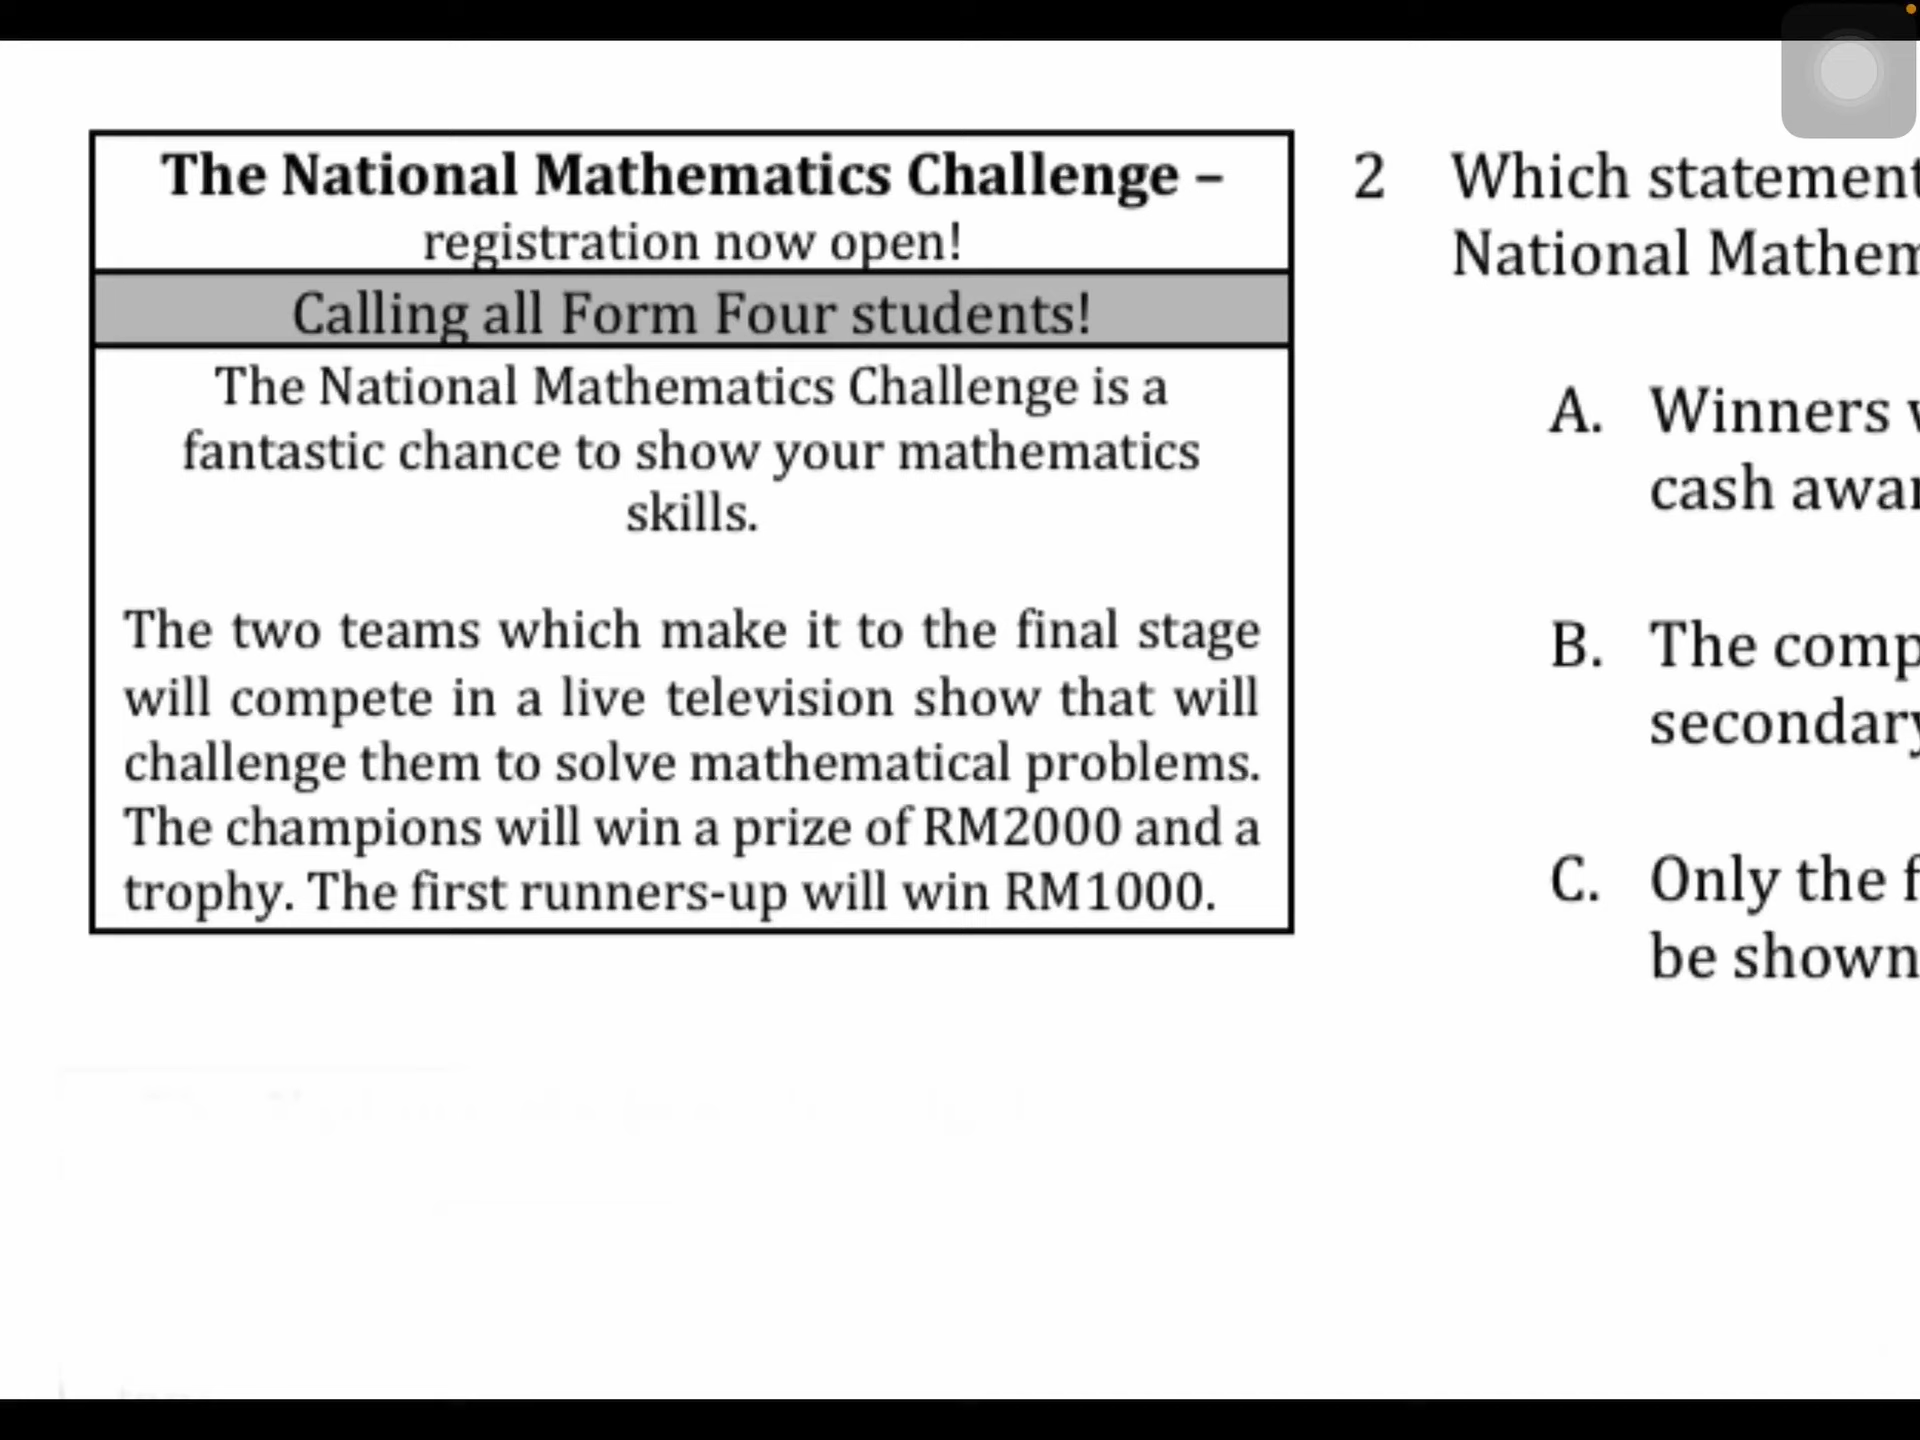 The National Mathematics Challenge –
registration now open!
Calling all Form Four students!
The National Mathematics Challenge is a
fantastic chance to show your mathematics
skills.
The two teams which make it to the final stage
will compete in a live television show that will
challenge them to solve mathematical problems.
The champions will win a prize of RM2000 and a
trophy. The first runners-up will win RM1000.
2 Which statement
National Mathem
A. Winners w
cash awar
B. The comp
secondary
C. Only the f
be shown